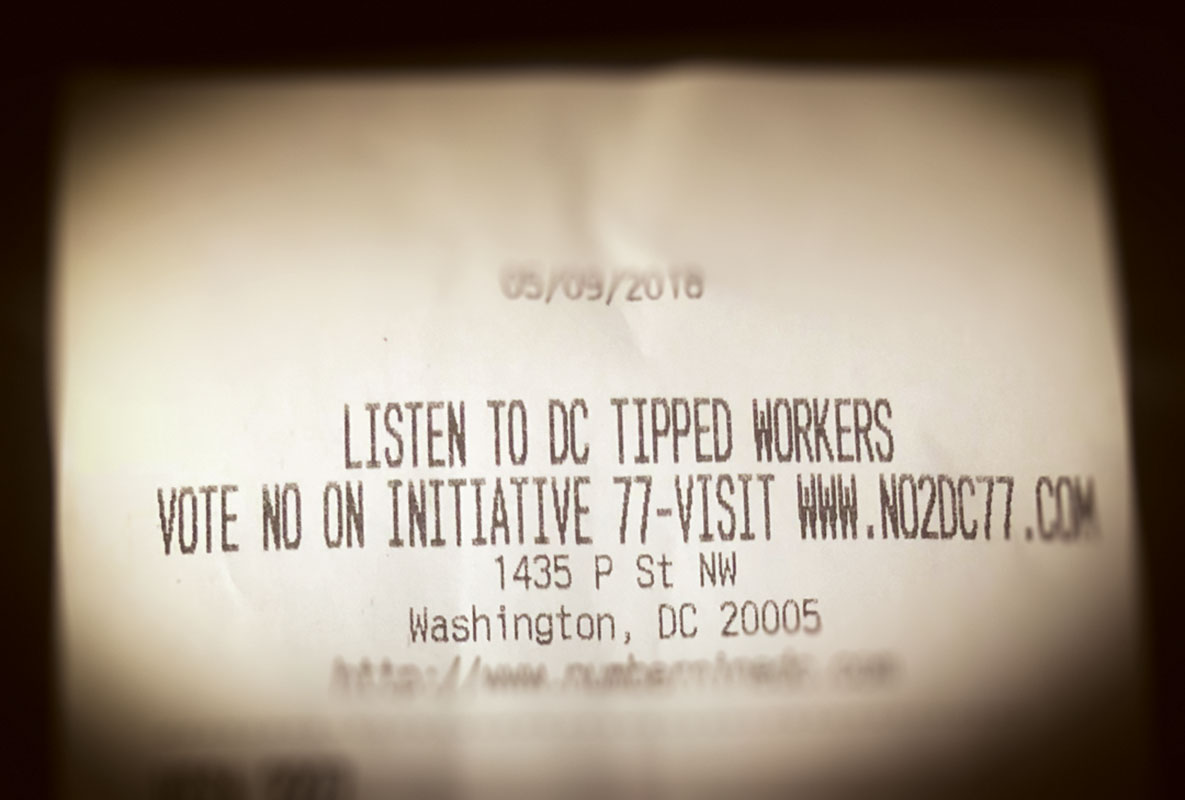 05/09/2018
LISTEN TO DC TIPPED WORKERS
VOTE NO ON INITIATIVE 77-VISIT WWW.NO2DC77.COM
1435 P St NW
Washington, DC 20005